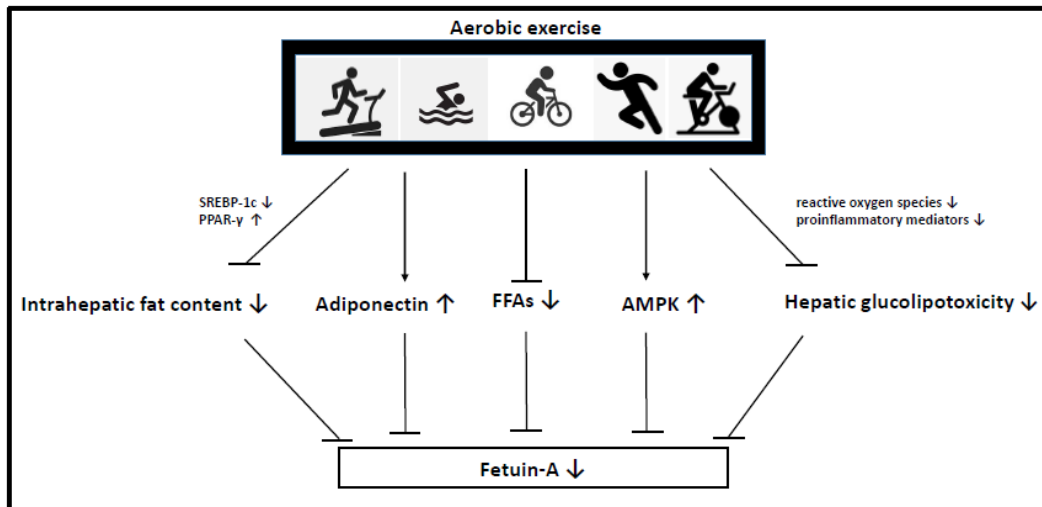 Aerobic exercise
SREBP-1c ↓
PPAR-y ↑
reactive oxygen species ↓
proinflammatory mediators ↓
Intrahepatic fat content ↓
Adiponectin ↑
FFAs ↓
AMPK ↑
Hepatic glucolipotoxicity ↓
Fetuin-A ↓